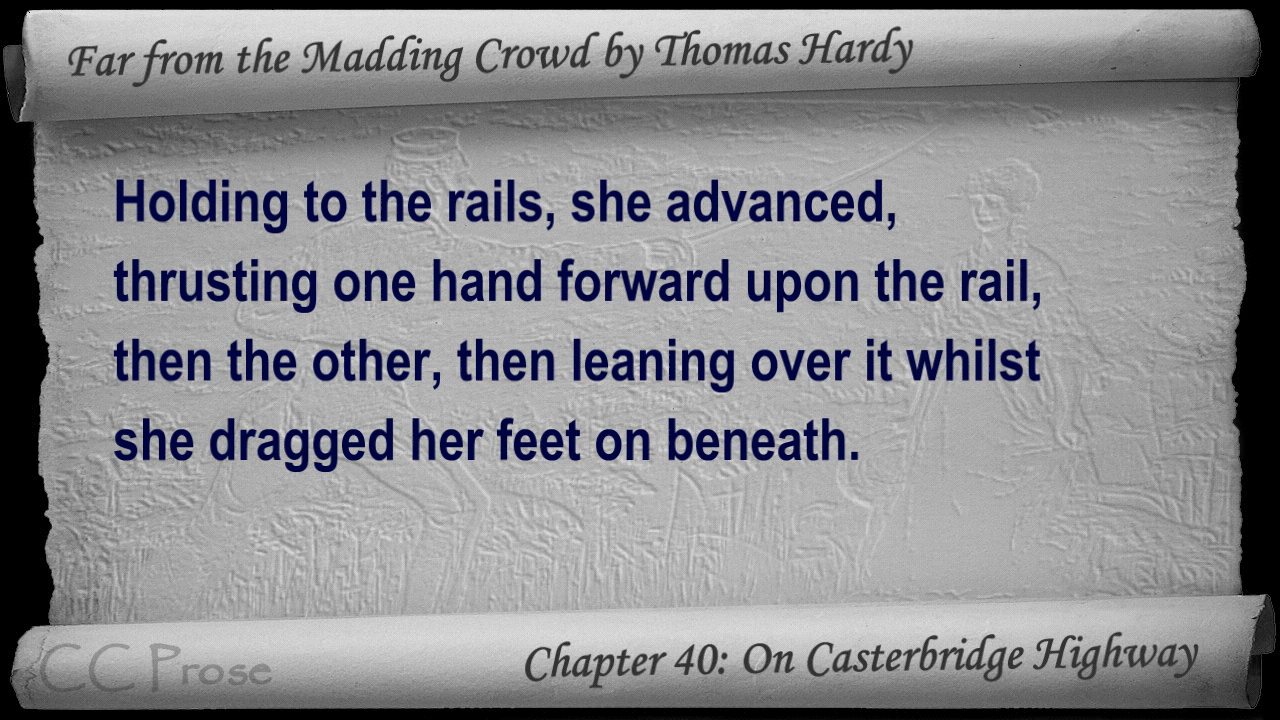 Far from the Madding Crowd by Thomas Hardy
Holding to the rails, she advanced,
thrusting one hand forward upon the rail,
then the other, then leaning over it whilst
she dragged her feet on beneath.
CC Prose
Chapter 40: On Casterbridge Highway